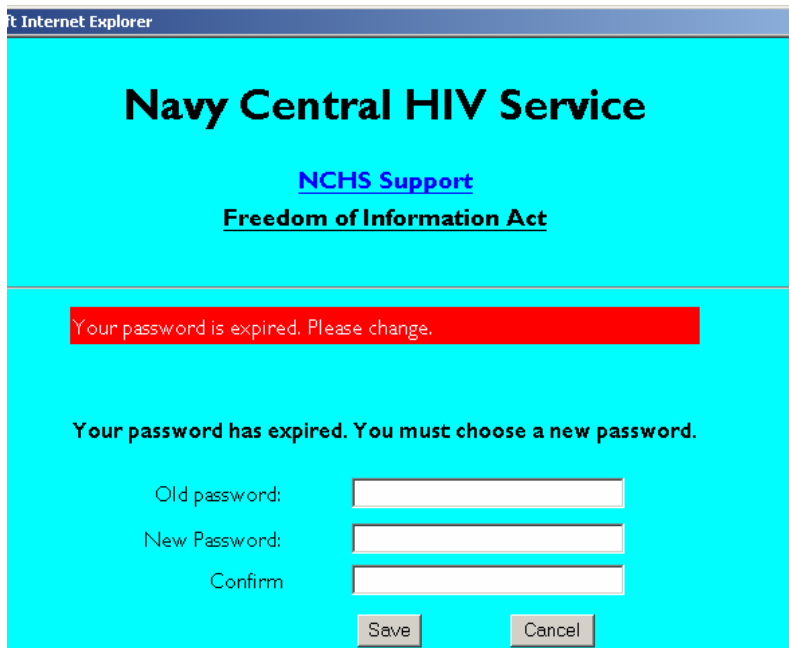 ft Internet Explorer
Navy Central HIV Service
NCHS Support
Freedom of Information Act
Your password is expired. Please change.
Your password has expired. You must choose a new password.
Old password:
New Password:
Confirm
Save Cancel